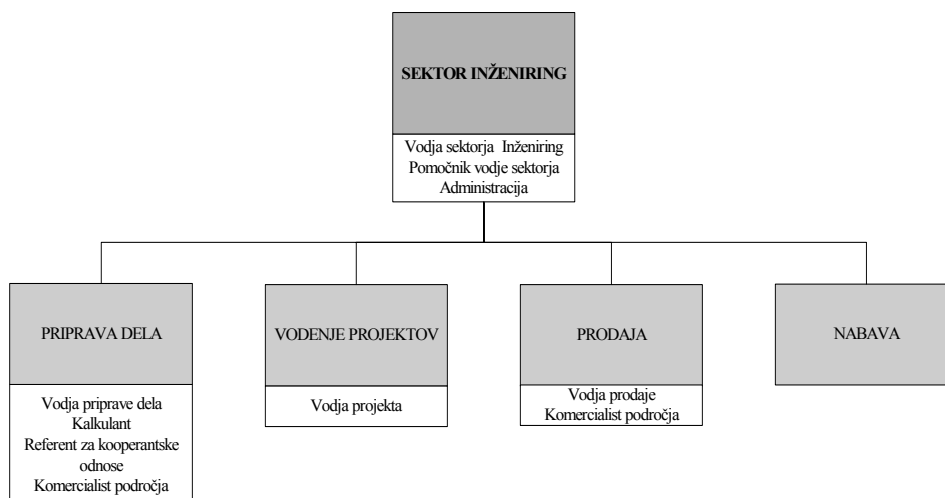 SEKTOR INŽENIRING
Vodja sektorja Inženiring
Pomočnik vodje sektorja
Administracija
PRIPRAVA DELA
Vodja priprave dela
Kalkulant
Referent za kooperantske
odnose
Komercialist področja
VODENJE PROJEKTOV
Vodja projekta
PRODAJA
Vodja prodaje
Komercialist področja
NABAVA